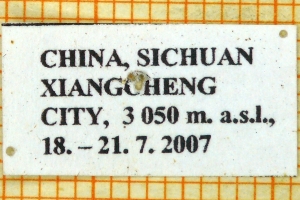 CHINA, SICHUAN
XIANGCHENG
CITY, 3 050 m. a.s.l.,
18. – 21. 7. 2007